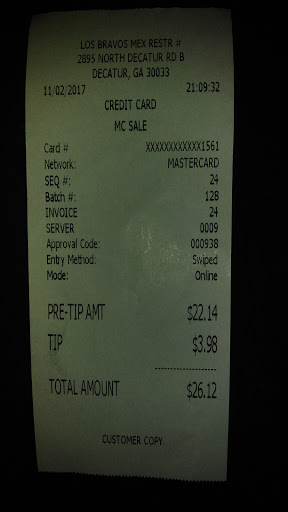 LOS BRAVOS MEX RESTR #
2895 NORTH DECATUR RD B
DECATUR, GA 30033
11/02/2017 21:09:32
CREDIT CARD
MC SALE
Card # XXXXXXXXXXXX1561
Network: MASTERCARD
SEQ #: 24
Batch #: 128
INVOICE 24
SERVER 0009
Approval Code: 000938
Entry Method: Swiped
Mode: Online
PRE-TIP AMT $22.14
TIP $3.98
---------------
TOTAL AMOUNT $26.12
CUSTOMER COPY